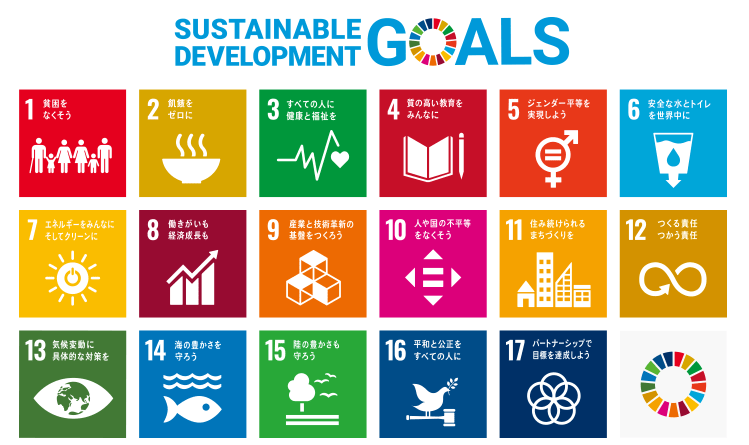 SUSTAINABLE
DEVELOPMENT
GOALS
1 貧困を
なくそう
2 飢餓を
ゼロに
3 すべての人に
健康と福祉を
4 質の高い教育を
みんなに
5 ジェンダー平等を
実現しよう
6 安全な水とトイレ
を世界中に
7 エネルギーをみんなに
そしてクリーンに
8 働きがいも
経済成長も
9 産業と技術革新の
基盤をつくろう
10 人や国の不平等
をなくそう
11 住み続けられる
まちづくりを
12 つくる責任
つかう責任
13 気候変動に
具体的な対策を
14 海の豊かさを
守ろう
15 陸の豊かさも
守ろう
16 平和と公正を
すべての人に
17 パートナーシップで
目標を達成しよう